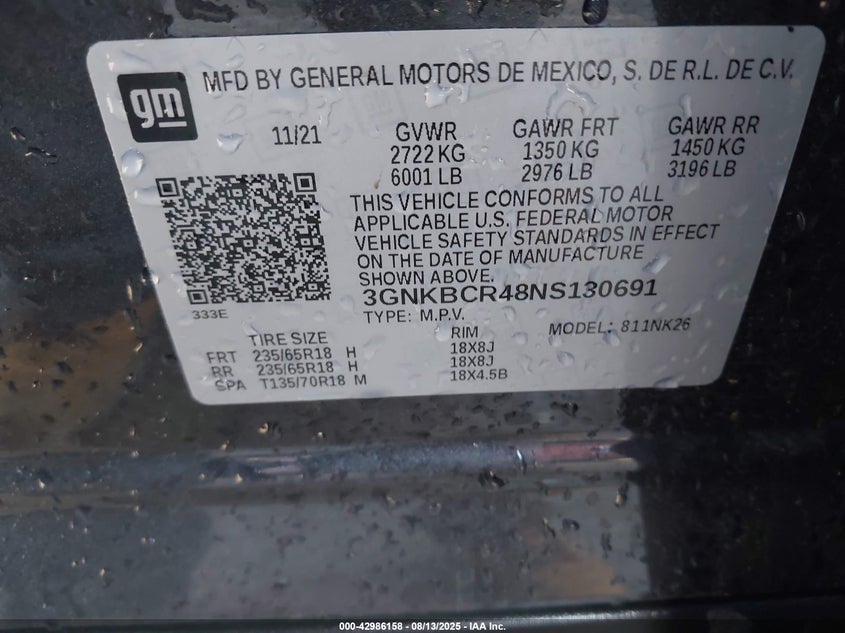 gm
MFD BY GENERAL MOTORS DE MEXICO, S. DE R.L. DE C.V.
11/21 GVWR GAWR FRT GAWR RR
2722 KG 1350 KG 1450 KG
6001 LB 2976 LB 3196 LB
THIS VEHICLE CONFORMS TO ALL
APPLICABLE U.S. FEDERAL MOTOR
VEHICLE SAFETY STANDARDS IN EFFECT
ON THE DATE OF MANUFACTURE
SHOWN ABOVE.
3GNKBCR48NS130691
333E
TYPE: M.P.V. MODEL: 811NK26
TIRE SIZE RIM
FRT 235/65R18 H 18X8J
RR 235/65R18 H 18X8J
SPA T135/70R18 M 18X4.5B
000-42986158 - 08/13/2025 - IAA Inc.